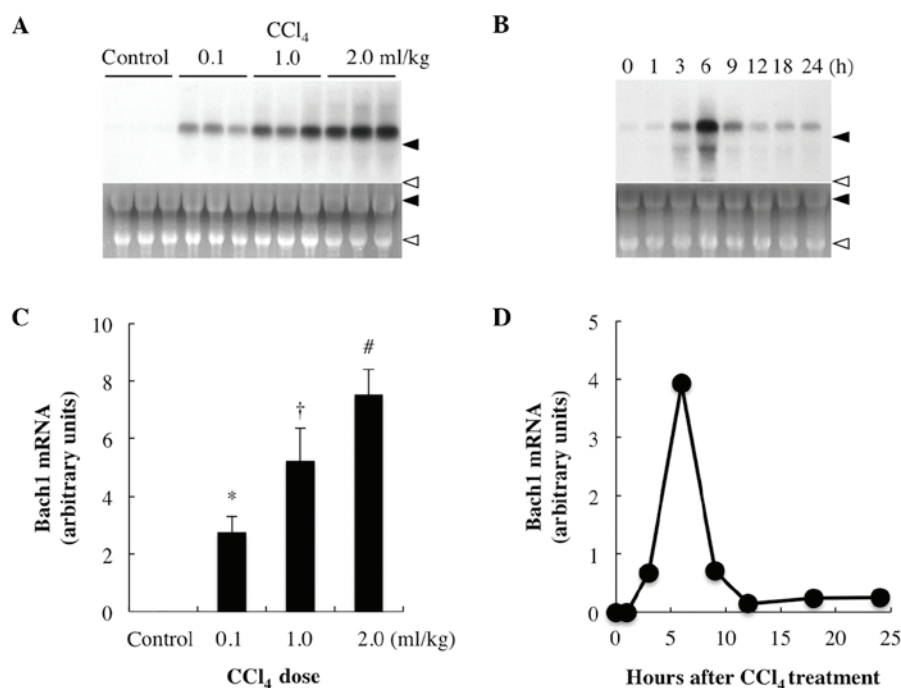 A
CCl4
Control 0.1 1.0 2.0 ml/kg
B
0 1 3 6 9 12 18 24 (h)
C
Bach1 mRNA
(arbitrary units)
10
8
6
4
2
0
*
†
#
Control 0.1 1.0 2.0 (ml/kg)
CCl4 dose
D
Bach1 mRNA
(arbitrary units)
5
4
3
2
1
0
0 5 10 15 20 25
Hours after CCl4 treatment